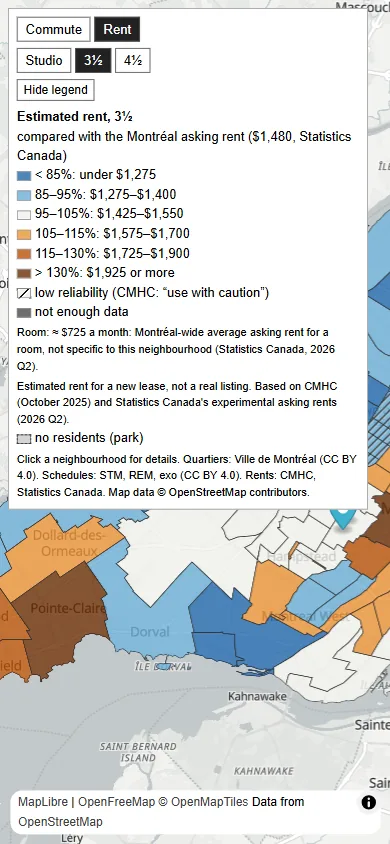 Mascouch
Commute Rent
Studio 3½ 4½
Hide legend
Estimated rent, 3½
compared with the Montréal asking rent ($1,480, Statistics
Canada)
< 85%: under $1,275
85–95%: $1,275–$1,400
95–105%: $1,425–$1,550
105–115%: $1,575–$1,700
115–130%: $1,725–$1,900
> 130%: $1,925 or more
low reliability (CMHC: “use with caution”)
not enough data
Room: ≈ $725 a month: Montréal-wide average asking rent for a
room, not specific to this neighbourhood (Statistics Canada, 2026
Q2).
Estimated rent for a new lease, not a real listing. Based on CMHC
(October 2025) and Statistics Canada's experimental asking rents
(2026 Q2).
no residents (park)
Click a neighbourhood for details. Quartiers: Ville de Montréal (CC BY
4.0). Schedules: STM, REM, exo (CC BY 4.0). Rents: CMHC,
Statistics Canada. Map data © OpenStreetMap contributors.
Dollard-des-
Ormeaux
Hampstead
Pointe-Claire
Montréal West
Dorval
ield
ÎLE DORVAL
Kahnawake
Sainte
SAINT BERNARD
ISLAND
KAHNAWAKE
Sain
MapLibre | OpenFreeMap © OpenMapTiles Data from
OpenStreetMap
Léry